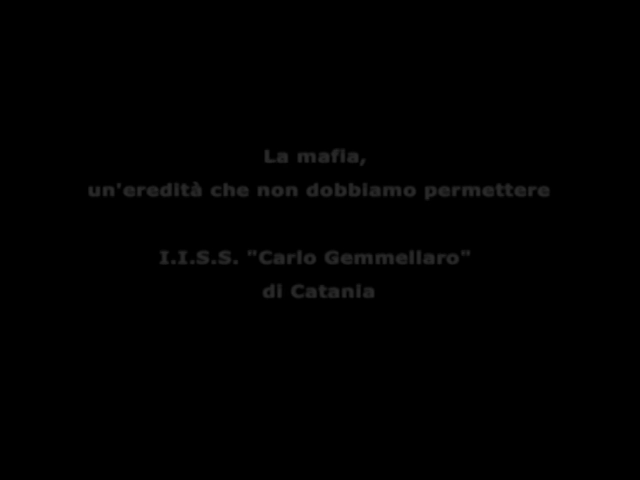 La mafia,
un'eredità che non dobbiamo permettere
I.I.S.S. "Carlo Gemmellaro"
di Catania